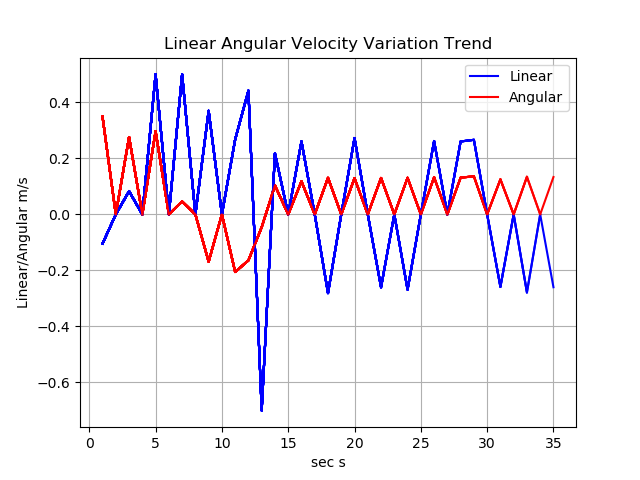 Linear Angular Velocity Variation Trend
Linear
Angular
Linear/Angular m/s
0.4
0.2
0.0
−0.2
−0.4
−0.6
0 5 10 15 20 25 30 35
sec s